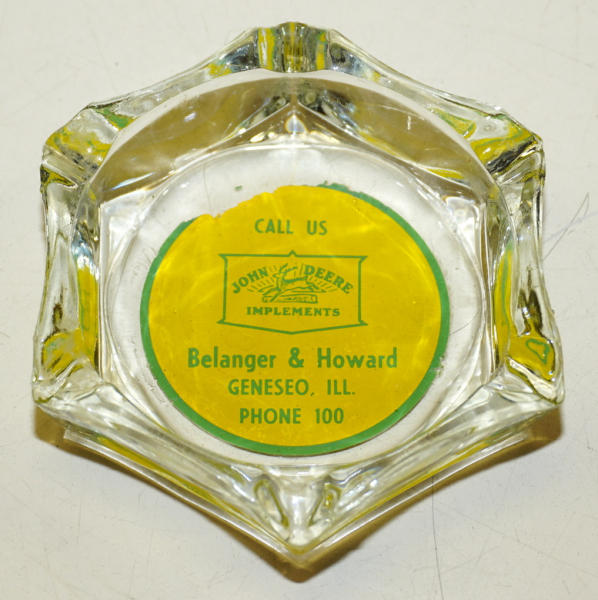 CALL US
JOHN DEERE
IMPLEMENTS
Belanger & Howard
GENESEO, ILL.
PHONE 100